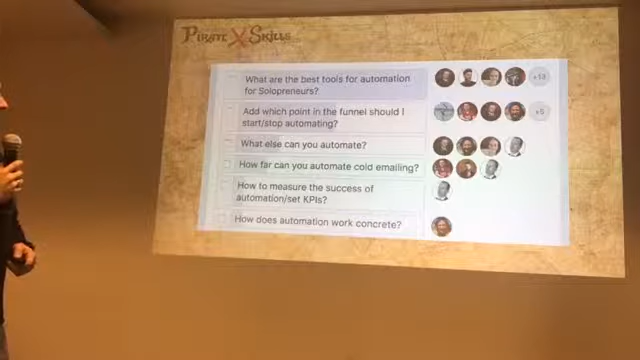 PIRATE X SKILLS
What are the best tools for automation
for Solopreneurs?
+13
Add which point in the funnel should I
start/stop automating?
+5
What else can you automate?
How far can you automate cold emailing?
How to measure the success of
automation/set KPIs?
How does automation work concrete?